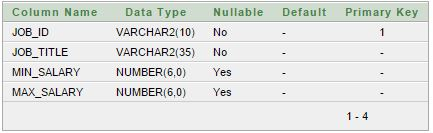 Column Name Data Type Nullable Default Primary Key
JOB_ID VARCHAR2(10) No - 1
JOB_TITLE VARCHAR2(35) No - -
MIN_SALARY NUMBER(6,0) Yes - -
MAX_SALARY NUMBER(6,0) Yes - -
1 - 4